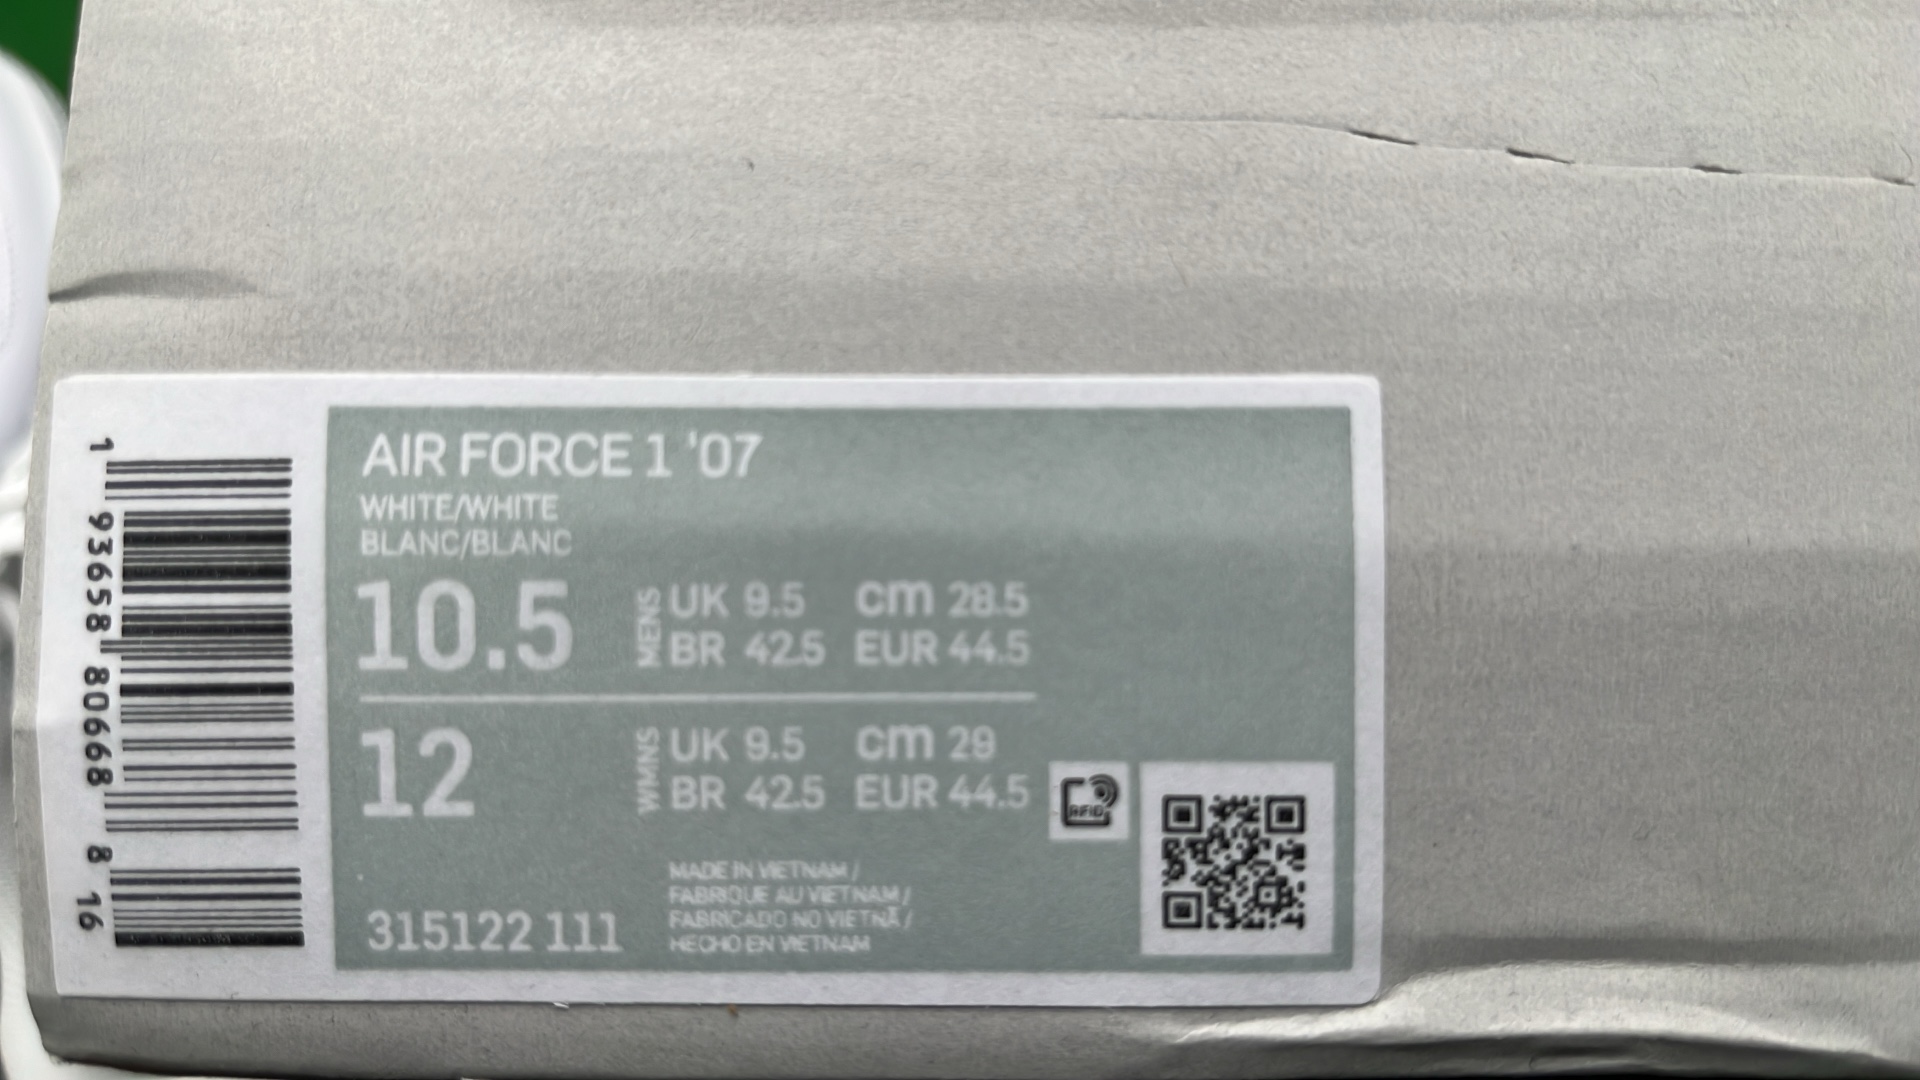 1 93658 80668 8 16
AIR FORCE 1 '07
WHITE/WHITE
BLANC/BLANC
10.5 MENS UK 9.5 cm 28.5
BR 42.5 EUR 44.5
12 WMNS UK 9.5 cm 29
BR 42.5 EUR 44.5
RFID
315122 111
MADE IN VIETNAM /
FABRIQUE AU VIETNAM /
FABRICADO NO VIETNÃ /
HECHO EN VIETNAM